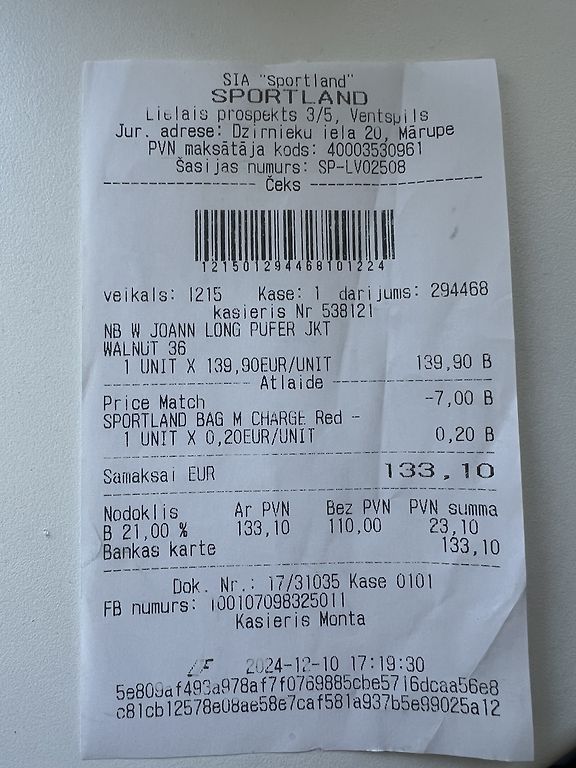 SIA "Sportland"
SPORTLAND
Lielais prospekts 3/5, Ventspils
Jur. adrese: Dzirnieku iela 20, Mārupe
PVN maksātāja kods: 40003530961
Šasijas numurs: SP-LV02508
Čeks
121501294468101224
veikals: 1215 Kase: 1 darijums: 294468
kasieris Nr 538121
NB W JOANN LONG PUFER JKT
WALNUT 36
1 UNIT X 139,90EUR/UNIT 139,90 B
Atlaide
Price Match -7,00 B
SPORTLAND BAG M CHARGE Red -
1 UNIT X 0,20EUR/UNIT 0,20 B
Samaksai EUR 133,10
Nodoklis Ar PVN Bez PVN PVN summa
B 21,00 % 133,10 110,00 23,10
Bankas karte 133,10
Dok. Nr.: 17/31035 Kase 0101
FB numurs: 100107098325011
Kasieris Monta
2024-12-10 17:19:30
5e809af493a978af7f0769885cbe5716dcaa56e8
c81cb12578e08ae58e7caf581a937b5e99025a12